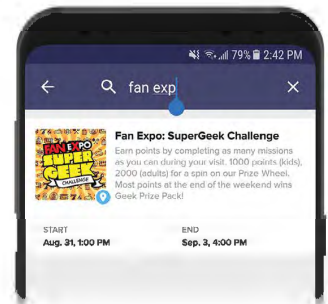 79% 2:42 PM
fan exp
Fan Expo: SuperGeek Challenge
FAN EXPO
SUPER
GEEK
CHALLENGE
Earn points by completing as many missions
as you can during your visit. 1000 points (kids),
2000 (adults) for a spin on our Prize Wheel.
Most points at the end of the weekend wins
Geek Prize Pack!
START END
Aug. 31, 1:00 PM Sep. 3, 4:00 PM